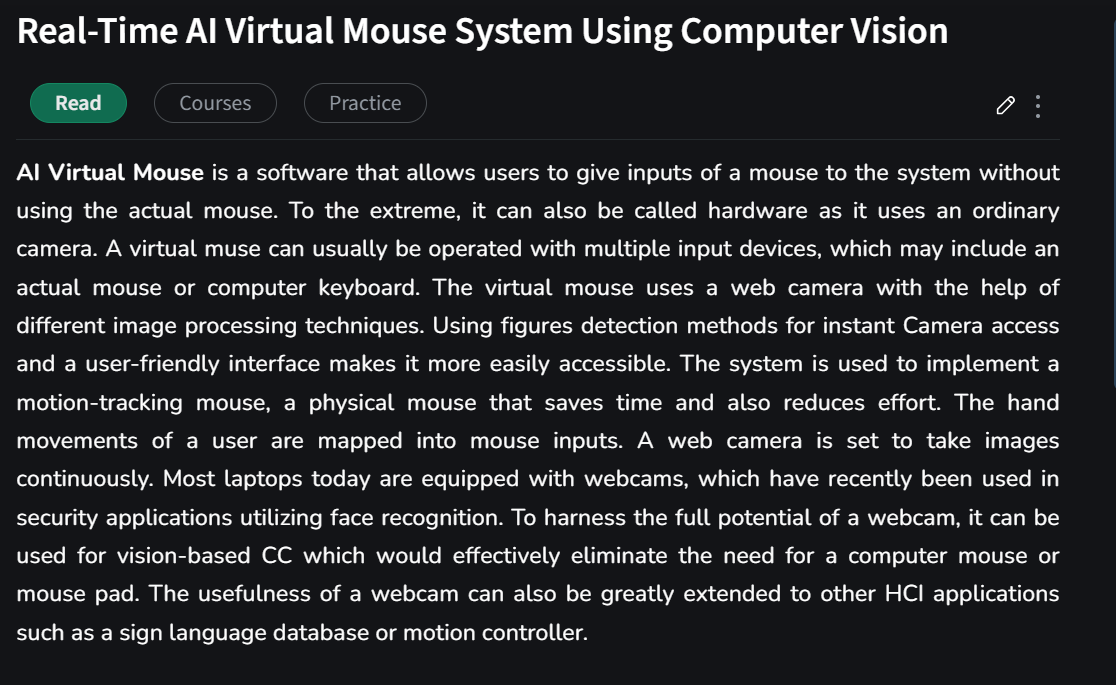 Real-Time AI Virtual Mouse System Using Computer Vision
Read Courses Practice
AI Virtual Mouse is a software that allows users to give inputs of a mouse to the system without
using the actual mouse. To the extreme, it can also be called hardware as it uses an ordinary
camera. A virtual muse can usually be operated with multiple input devices, which may include an
actual mouse or computer keyboard. The virtual mouse uses a web camera with the help of
different image processing techniques. Using figures detection methods for instant Camera access
and a user-friendly interface makes it more easily accessible. The system is used to implement a
motion-tracking mouse, a physical mouse that saves time and also reduces effort. The hand
movements of a user are mapped into mouse inputs. A web camera is set to take images
continuously. Most laptops today are equipped with webcams, which have recently been used in
security applications utilizing face recognition. To harness the full potential of a webcam, it can be
used for vision-based CC which would effectively eliminate the need for a computer mouse or
mouse pad. The usefulness of a webcam can also be greatly extended to other HCI applications
such as a sign language database or motion controller.